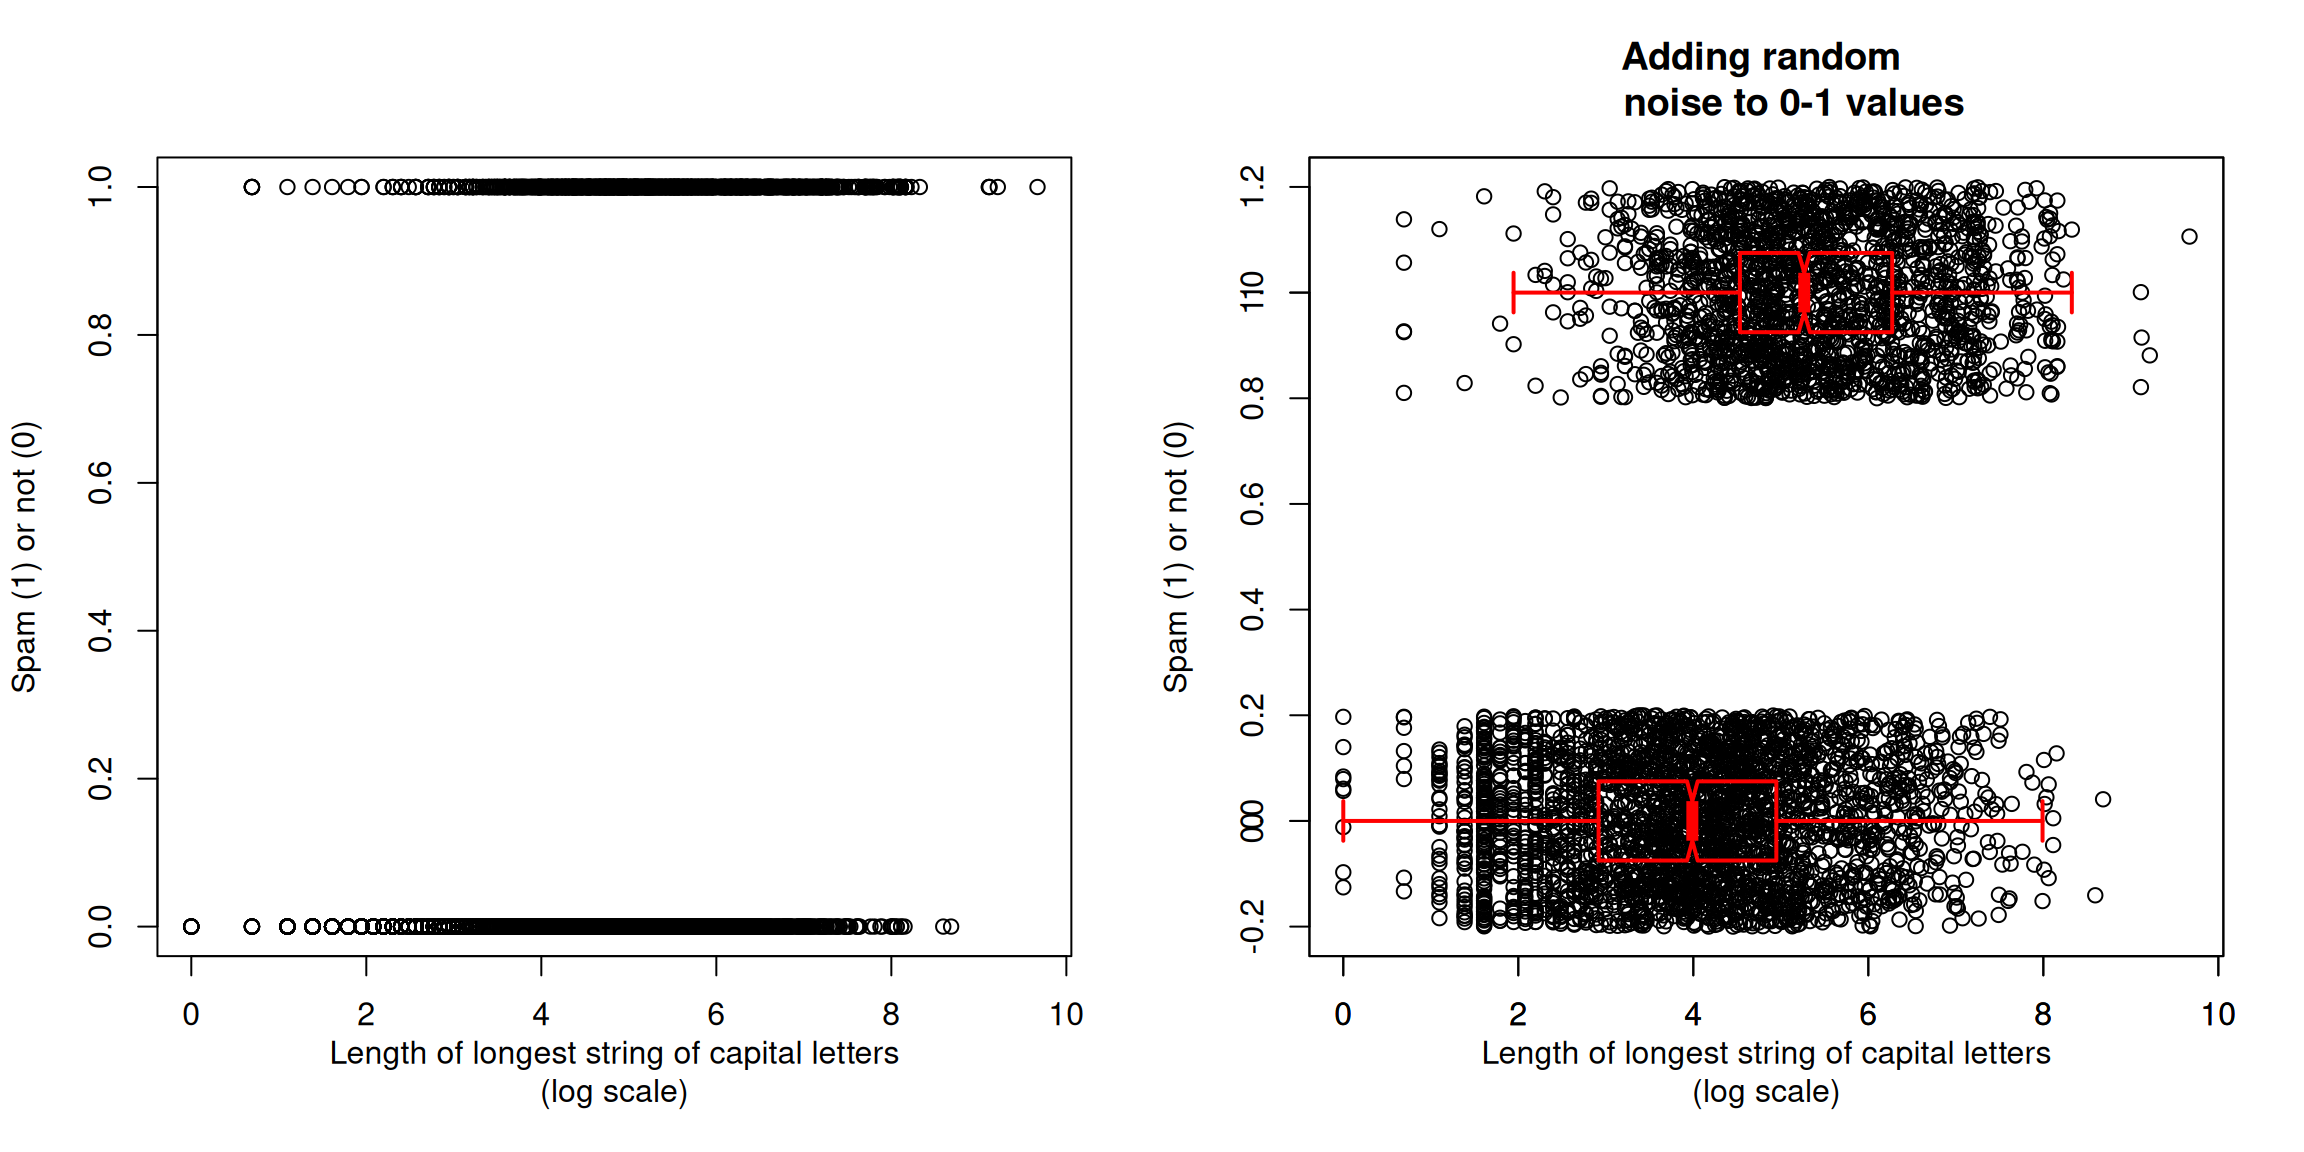 Spam (1) or not (0)
1.0
0.8
0.6
0.4
0.2
0.0
0 2 4 6 8 10
Length of longest string of capital letters
(log scale)
Adding random
noise to 0-1 values
Spam (1) or not (0)
1.2
0.8
0.6
0.4
0.2
-0.2
0 2 4 6 8 10
Length of longest string of capital letters
(log scale)